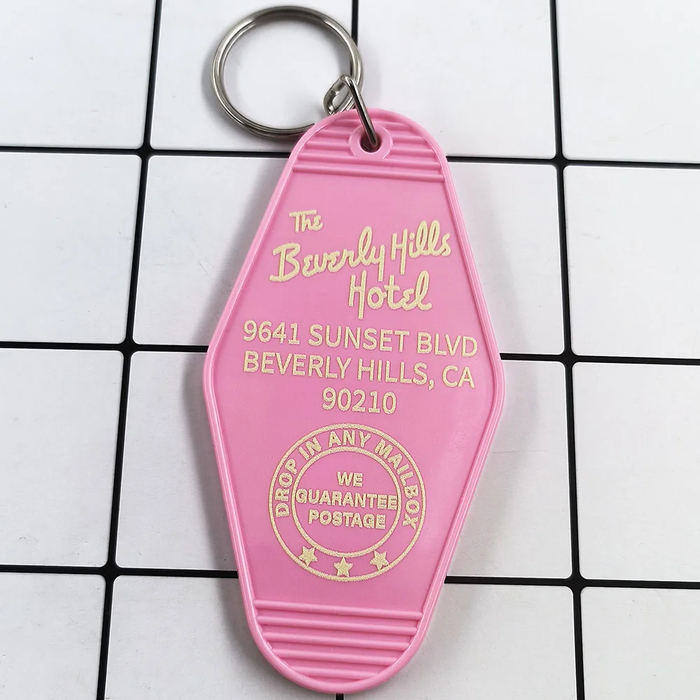 The
Beverly Hills
Hotel
9641 SUNSET BLVD
BEVERLY HILLS, CA
90210
DROP IN ANY MAILBOX
WE
GUARANTEE
POSTAGE